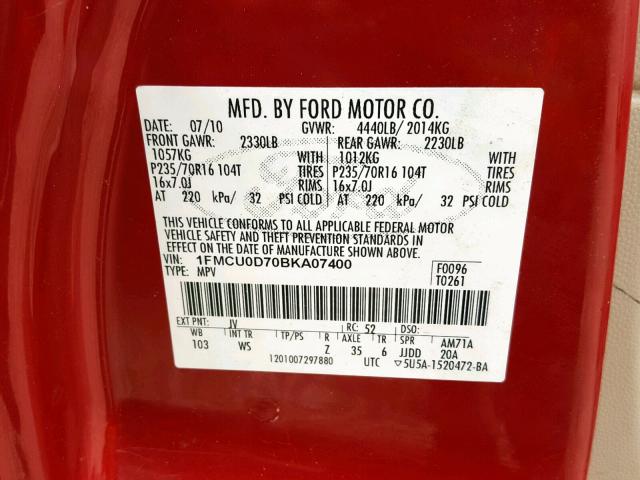 MFD. BY FORD MOTOR CO.
DATE: 07/10 GVWR: 4440LB/ 2014KG
FRONT GAWR: 2330LB REAR GAWR: 2230LB
1057KG WITH 1012KG WITH
P235/70R16 104T TIRES P235/70R16 104T TIRES
16x7.0J RIMS 16x7.0J RIMS
AT 220 kPa/ 32 PSI COLD AT 220 kPa/ 32 PSI COLD
THIS VEHICLE CONFORMS TO ALL APPLICABLE FEDERAL MOTOR
VEHICLE SAFETY AND THEFT PREVENTION STANDARDS IN
EFFECT ON THE DATE OF MANUFACTURE SHOWN ABOVE.
VIN: 1FMCU0D70BKA07400 F0096
TYPE: MPV T0261
EXT PNT: JV RC: 52 DSO:
WB INT TR TP/PS R AXLE TR SPR AM71A
103 WS Z 35 6 JJDD 20A
1201007297880 UTC ▽5U5A-1520472-BA
Ford